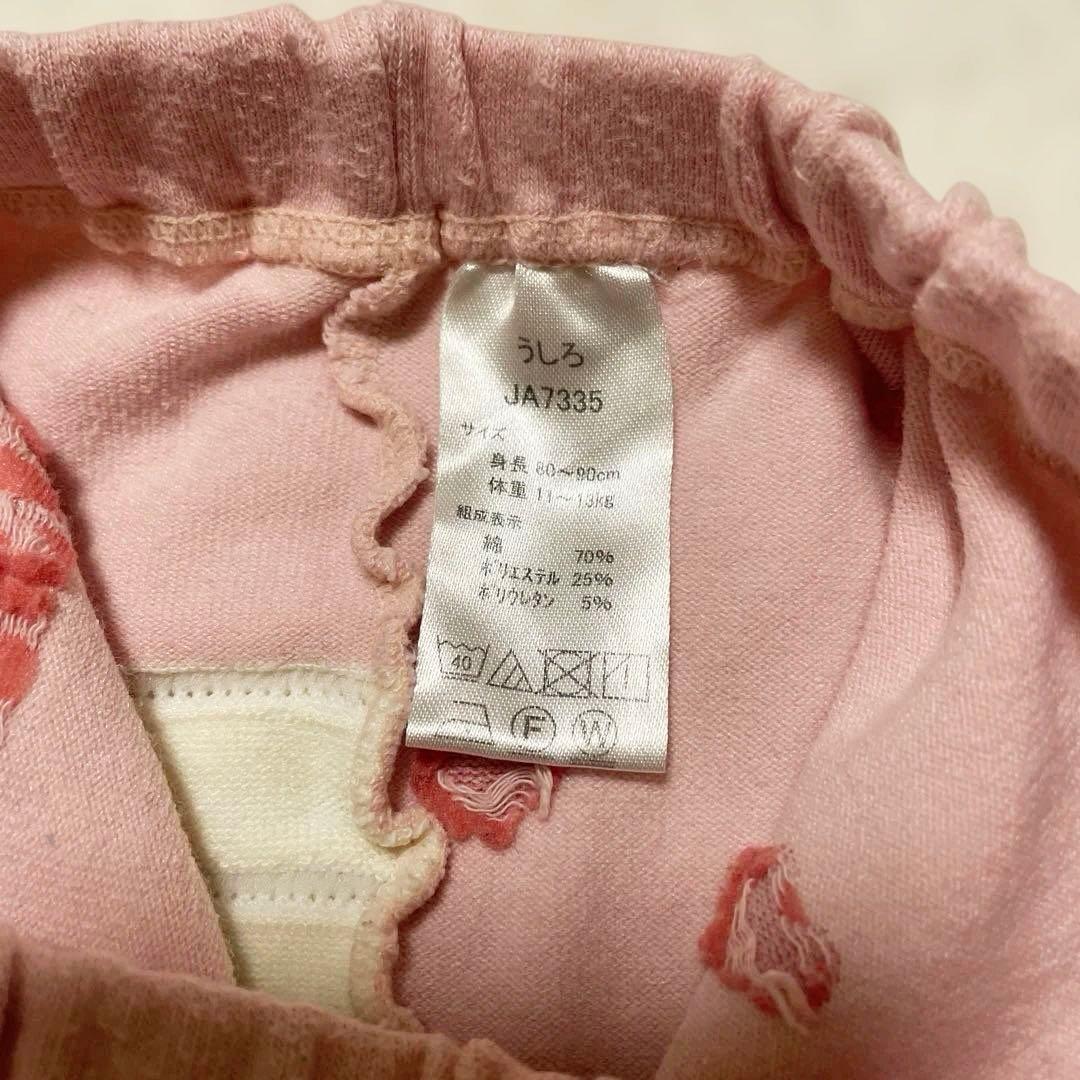 うしろ
JA7335
サイズ
身長 80～90cm
体重 11～13kg
組成表示
綿 70%
ポリエステル 25%
ポリウレタン 5%
40
F W